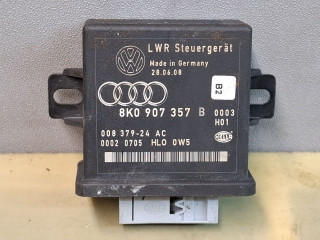 LWR Steuergerät
Made in Germany
28.06.08
B2
8K0 907 357 B 0003
H01
008 379-24 AC
0002 0705 HLO 0W5
HELLA